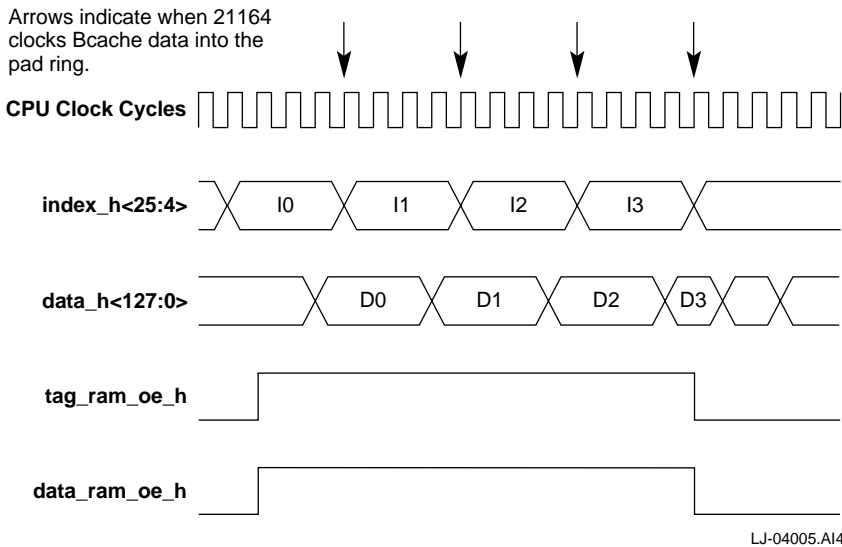 Arrows indicate when 21164
clocks Bcache data into the
pad ring.
CPU Clock Cycles
index_h<25:4>
I0
I1
I2
I3
data_h<127:0>
D0
D1
D2
D3
tag_ram_oe_h
data_ram_oe_h
LJ-04005.AI4